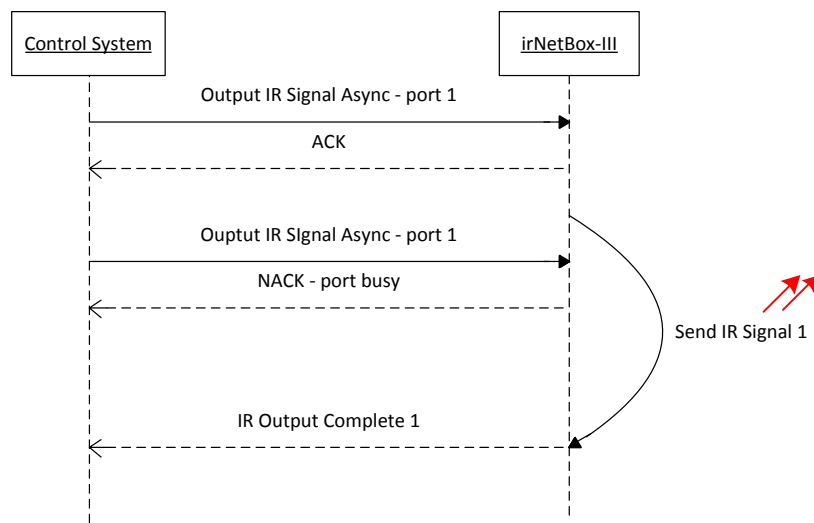 Control System
irNetBox-III
Output IR Signal Async - port 1
ACK
Ouptut IR SIgnal Async - port 1
NACK - port busy
Send IR Signal 1
IR Output Complete 1